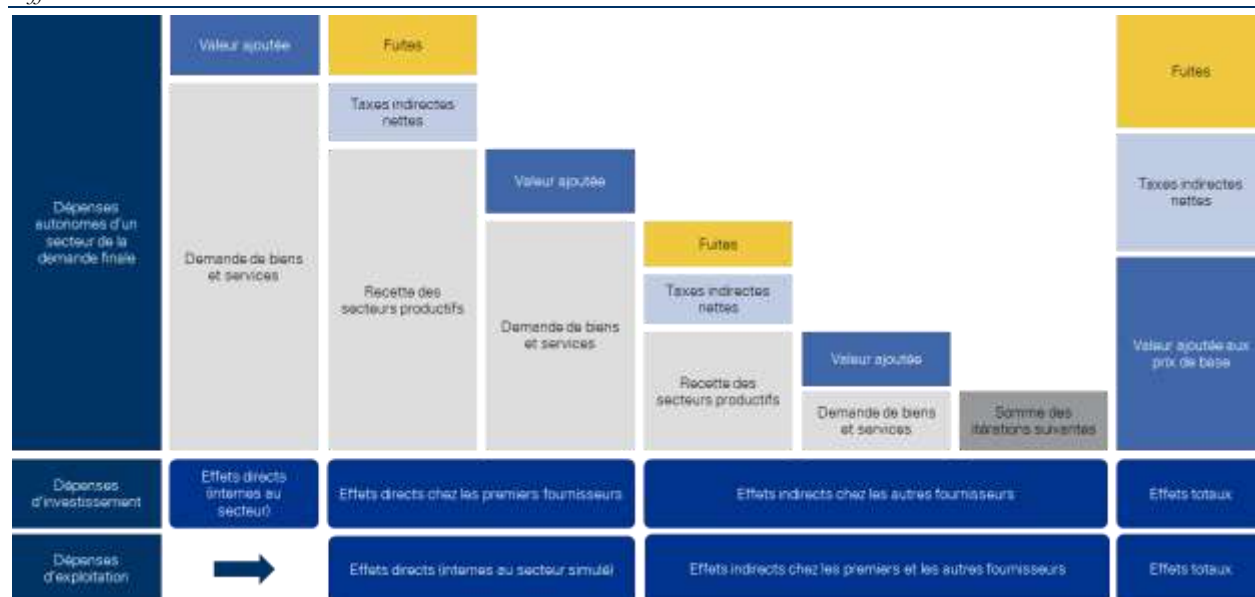 Dépenses
autonomes d'un
secteur de la
demande finale
Valeur ajoutée
Demande de biens
et services
Fuites
Taxes indirectes
nettes
Recette des
secteurs productifs
Valeur ajoutée
Demande de biens
et services
Fuites
Taxes indirectes
nettes
Recette des
secteurs productifs
Valeur ajoutée
Demande de biens
et services
Somme des
itérations suivantes
Fuites
Taxes indirectes
nettes
Valeur ajoutée aux
prix de base
Dépenses
d'investissement
Effets directs
(internes au
secteur)
Effets directs chez les premiers fournisseurs
Effets indirects chez les autres fournisseurs
Effets totaux
Dépenses
d'exploitation
Effets directs (internes au secteur simulé)
Effets indirects chez les premiers et les autres fournisseurs
Effets totaux